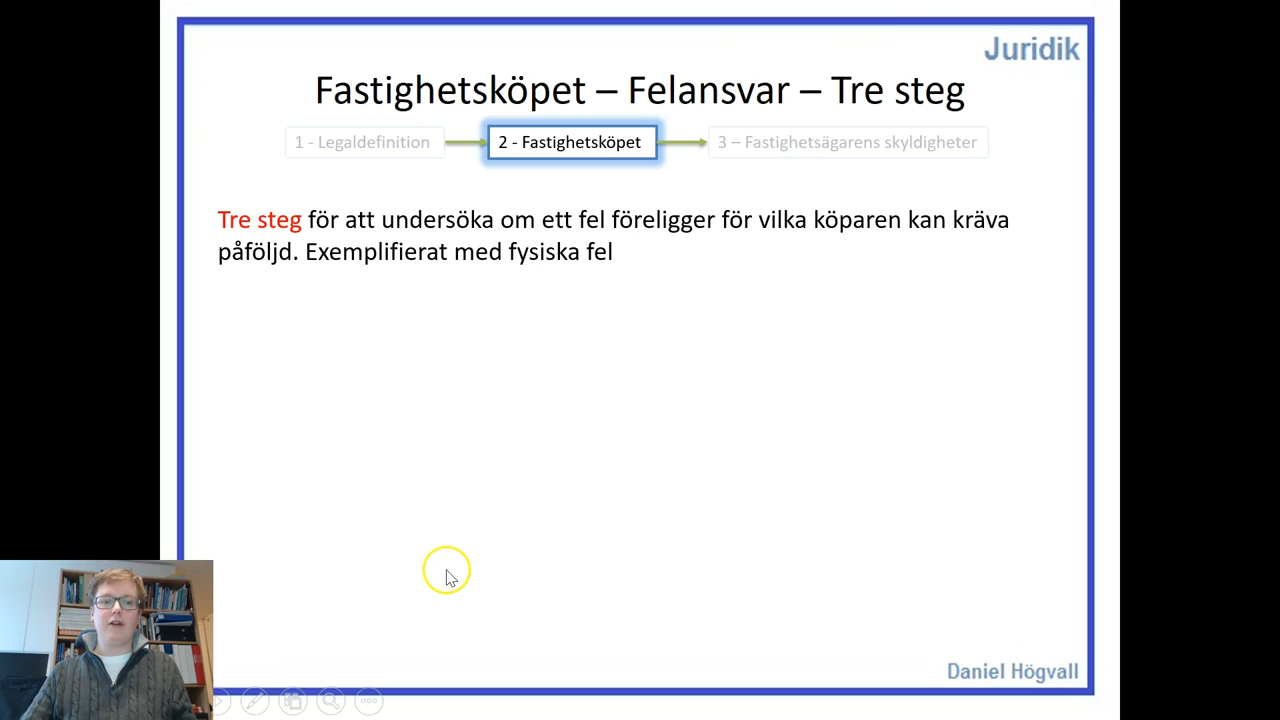 Juridik
Fastighetsköpet – Felansvar – Tre steg
1 - Legaldefinition
2 - Fastighetsköpet
3 – Fastighetsägarens skyldigheter
Tre steg för att undersöka om ett fel föreligger för vilka köparen kan kräva
påföljd. Exemplifierat med fysiska fel
Daniel Högvall